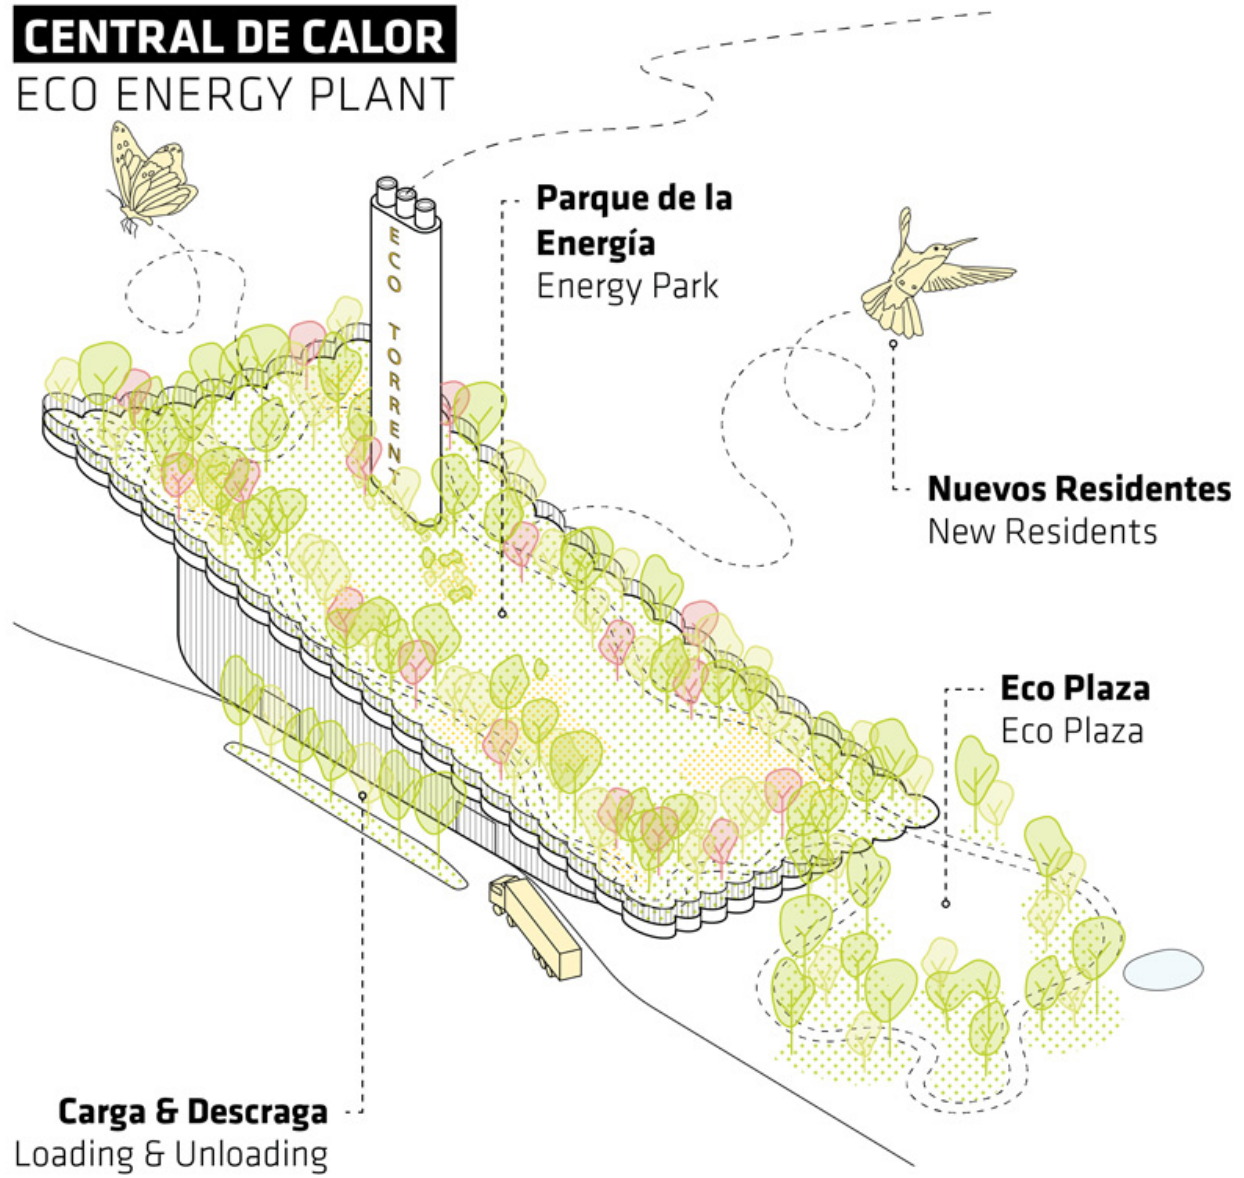 CENTRAL DE CALOR
ECO ENERGY PLANT
ECO TORRENT
Parque de la
Energía
Energy Park
Nuevos Residentes
New Residents
Eco Plaza
Eco Plaza
Carga & Descraga
Loading & Unloading